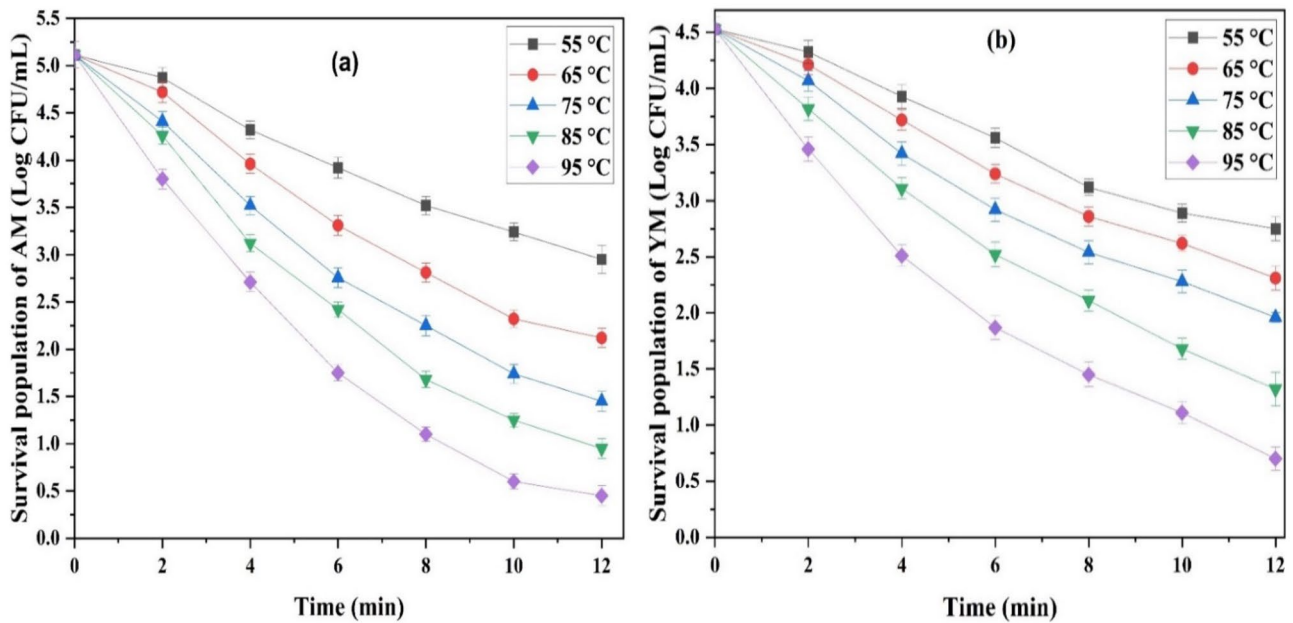 (a)
55 °C
65 °C
75 °C
85 °C
95 °C
Survival population of AM (Log CFU/mL)
5.5
5.0
4.5
4.0
3.5
3.0
2.5
2.0
1.5
1.0
0.5
0.0
0 2 4 6 8 10 12
Time (min)
(b)
55 °C
65 °C
75 °C
85 °C
95 °C
Survival population of YM (Log CFU/mL)
4.5
4.0
3.5
3.0
2.5
2.0
1.5
1.0
0.5
0.0
0 2 4 6 8 10 12
Time (min)